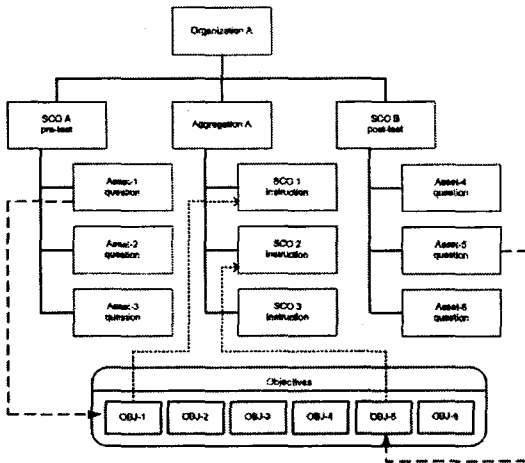 Organization A
SCO A
pre-test
Aggregation A
SCO B
post-test
Asset-1
question
SCO 1
instruction
Asset-4
question
Asset-2
question
SCO 2
instruction
Asset-5
question
Asset-3
question
SCO 3
instruction
Asset-6
question
Objectives
OBJ-1
OBJ-2
OBJ-3
OBJ-4
OBJ-5
OBJ-6